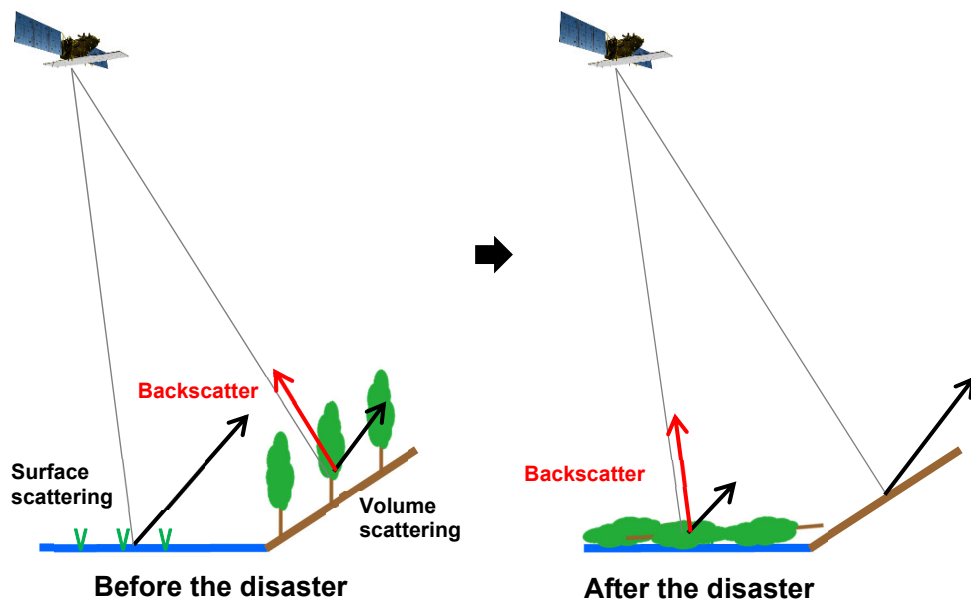 Backscatter
Surface
scattering
Volume
scattering
Before the disaster
Backscatter
After the disaster